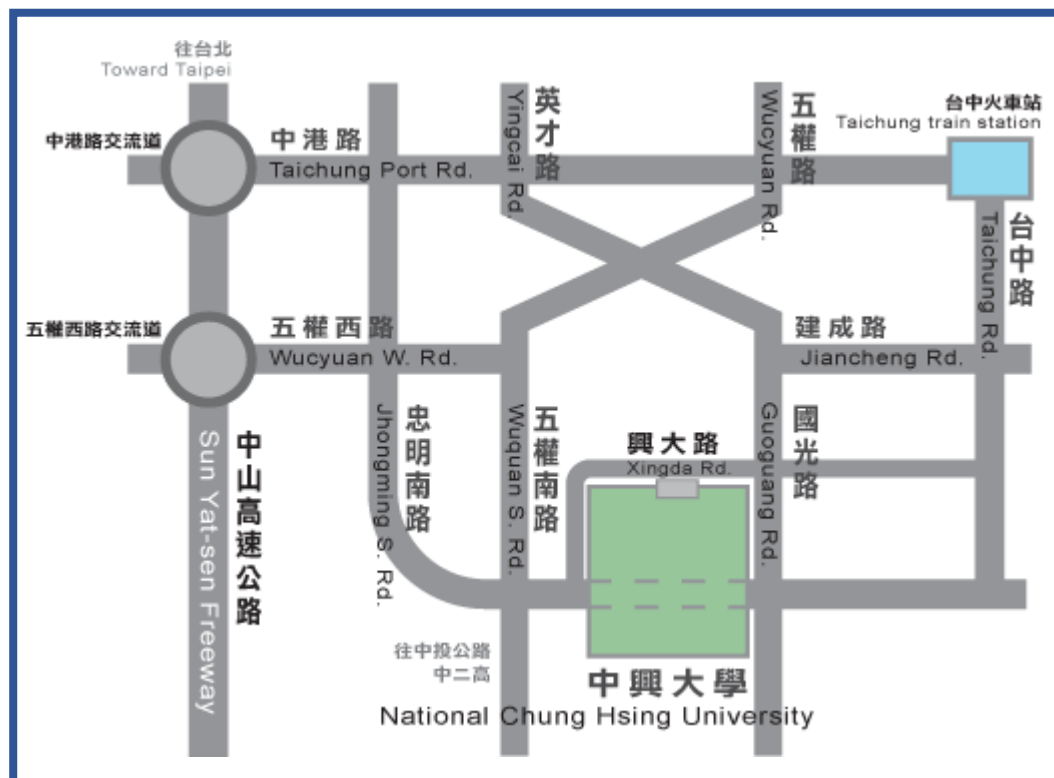 往台北
Toward Taipei
中港路交流道
中港路
Taichung Port Rd.
英才路
Yingcai Rd.
五權路
Wucyuan Rd.
台中火車站
Taichung train station
台中路
Taichung Rd.
五權西路交流道
五權西路
Wucyuan W. Rd.
建成路
Jiancheng Rd.
中山高速公路
Sun Yat-sen Freeway
忠明南路
Jhongming S. Rd.
五權南路
Wuquan S. Rd.
興大路
Xingda Rd.
國光路
Guoguang Rd.
往中投公路
中二高
中興大學
National Chung Hsing University